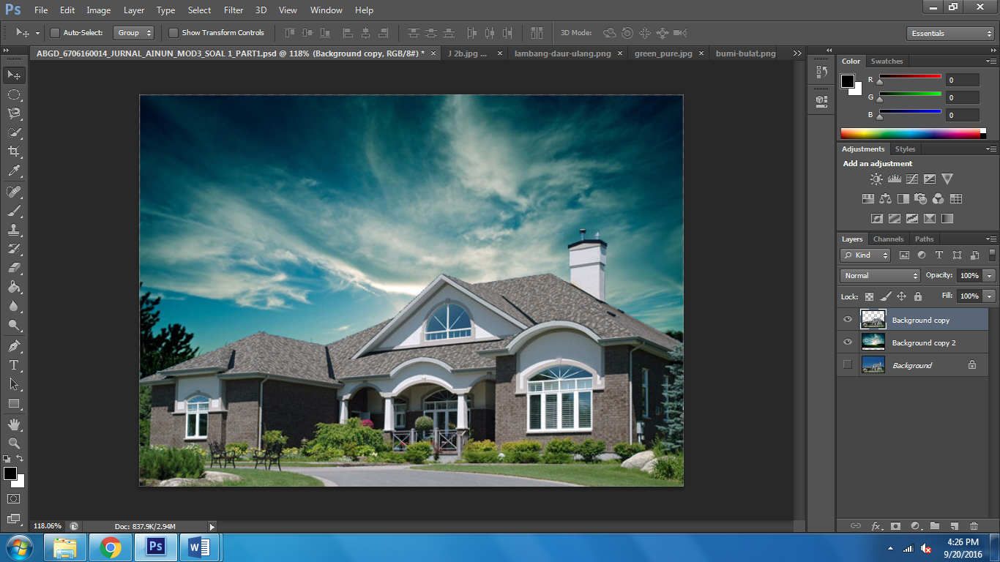 Ps File Edit Image Layer Type Select Filter 3D View Window Help
Auto-Select: Group Show Transform Controls 3D Mode: Essentials
ABGD_6706160014_JURNAL_AINUN_MOD3_SOAL 1_PART1.psd @ 118% (Background copy, RGB/8#) * × J 2b.jpg ... × lambang-daur-ulang.png × green_pure.jpg × bumi-bulat.png
Color Swatches
R 0
G 0
B 0
Adjustments Styles
Add an adjustment
Layers Channels Paths
Kind
Normal Opacity: 100%
Lock: Fill: 100%
Background copy
Background copy 2
Background
fx
T
118.06% Doc: 837.9K/2.94M
Ps W
4:26 PM
9/20/2016